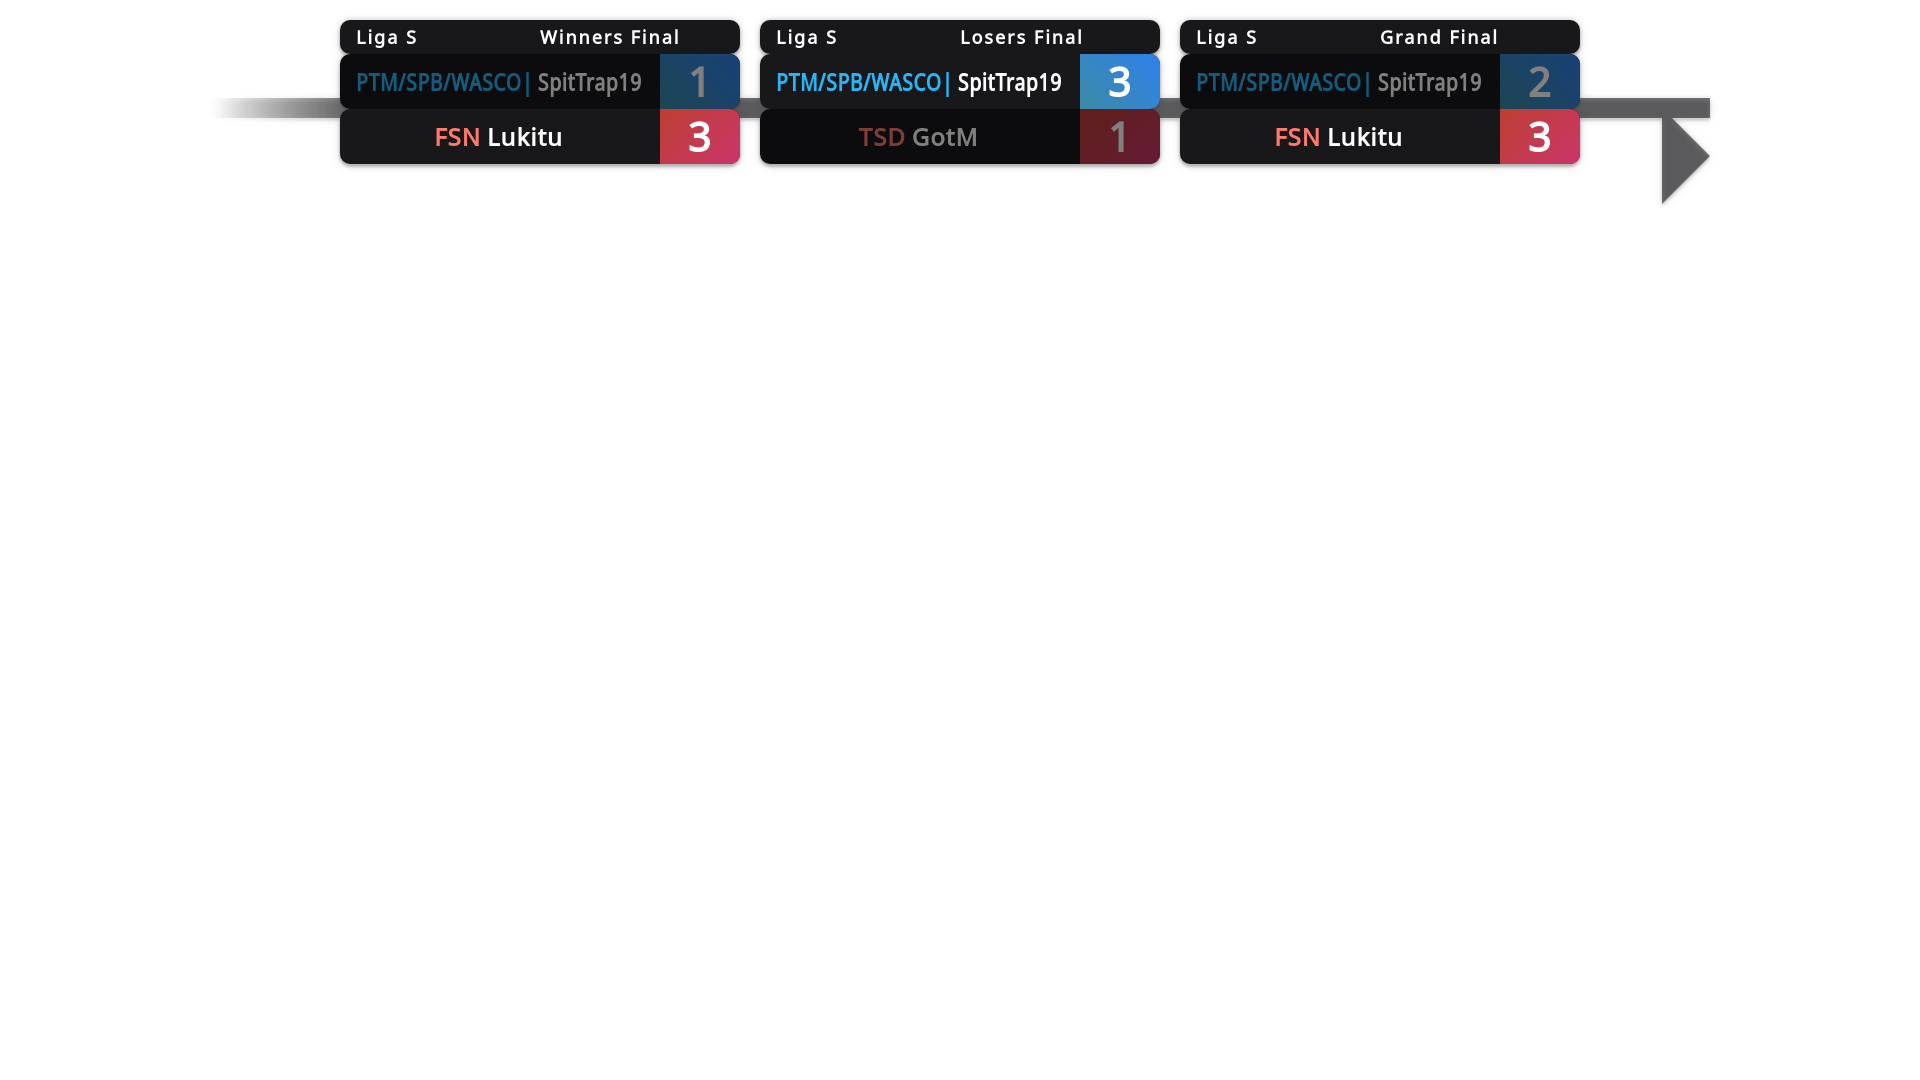 Liga S Winners Final
PTM/SPB/WASCO| SpitTrap19 1
FSN Lukitu 3
Liga S Losers Final
PTM/SPB/WASCO| SpitTrap19 3
TSD GotM 1
Liga S Grand Final
PTM/SPB/WASCO| SpitTrap19 2
FSN Lukitu 3